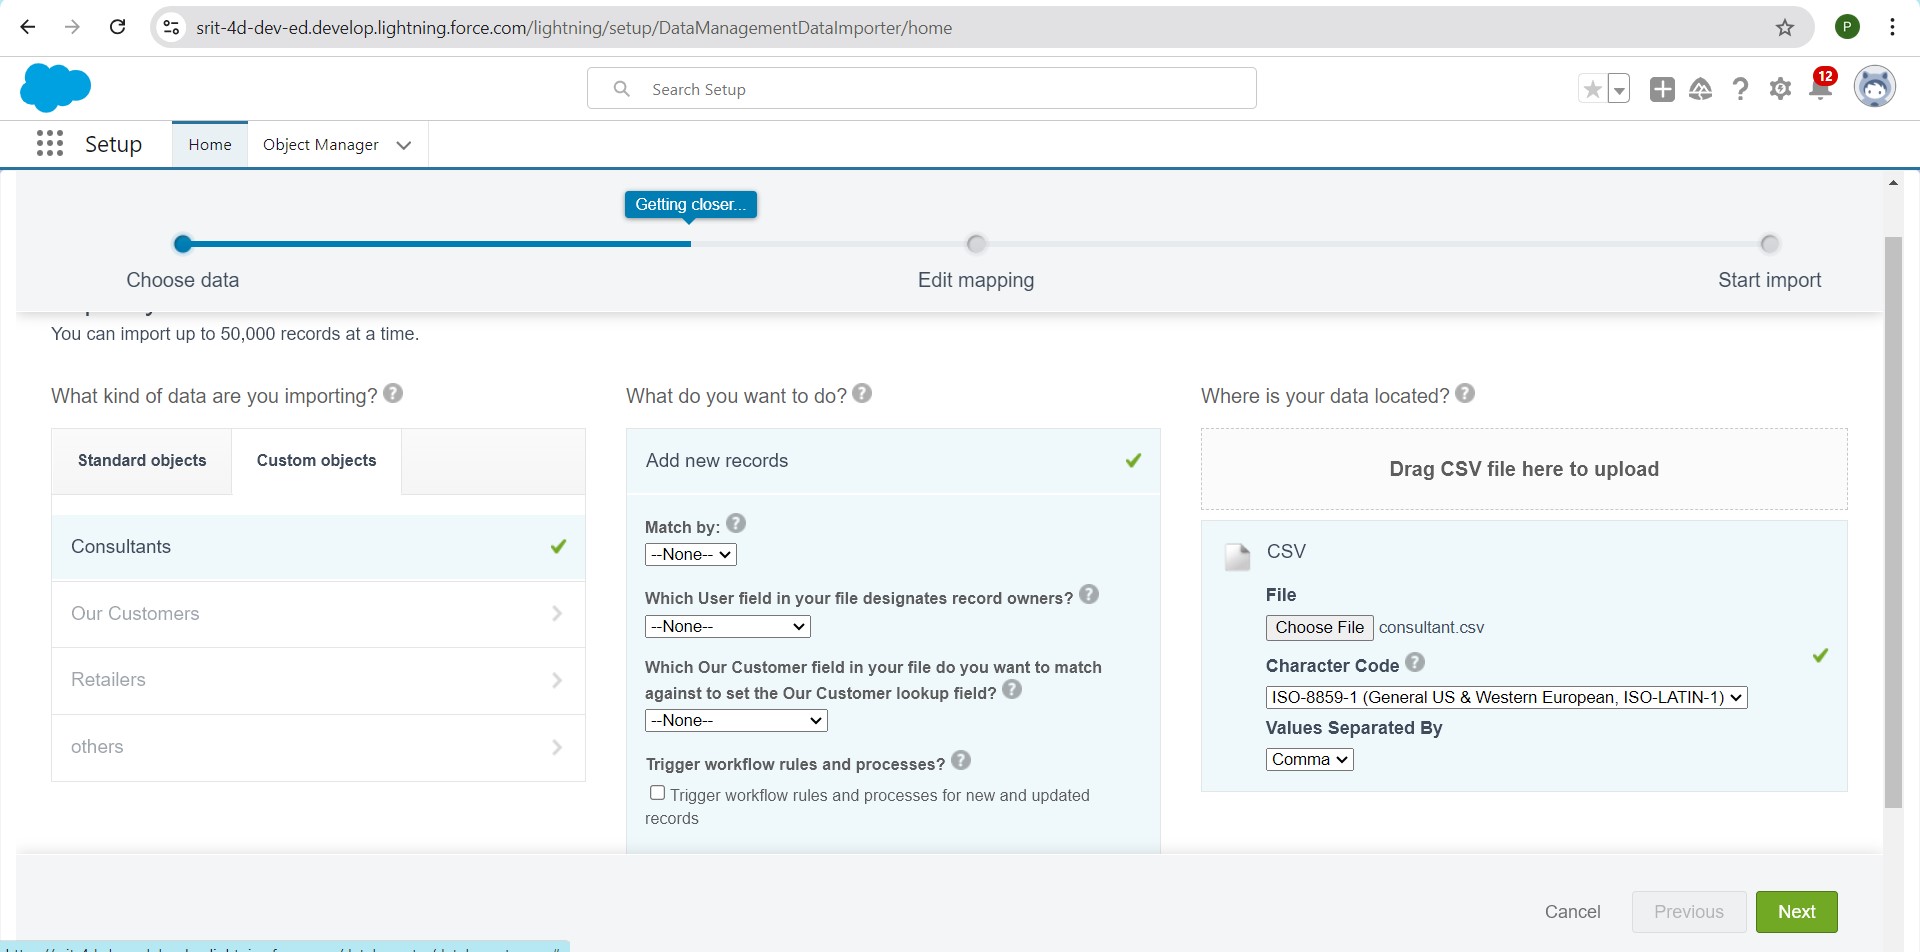 srit-4d-dev-ed.develop.lightning.force.com/lightning/setup/DataManagementDataImporter/home
P
Search Setup
12
Setup
Home
Object Manager
Getting closer...
Choose data
Edit mapping
Start import
You can import up to 50,000 records at a time.
What kind of data are you importing? ?
What do you want to do? ?
Where is your data located? ?
Standard objects
Custom objects
Consultants
Our Customers
Retailers
others
Add new records
Match by: ?
--None--
Which User field in your file designates record owners? ?
--None--
Which Our Customer field in your file do you want to match
against to set the Our Customer lookup field? ?
--None--
Trigger workflow rules and processes? ?
Trigger workflow rules and processes for new and updated
records
Drag CSV file here to upload
CSV
File
Choose File consultant.csv
Character Code ?
ISO-8859-1 (General US & Western European, ISO-LATIN-1)
Values Separated By
Comma
Cancel
Previous
Next